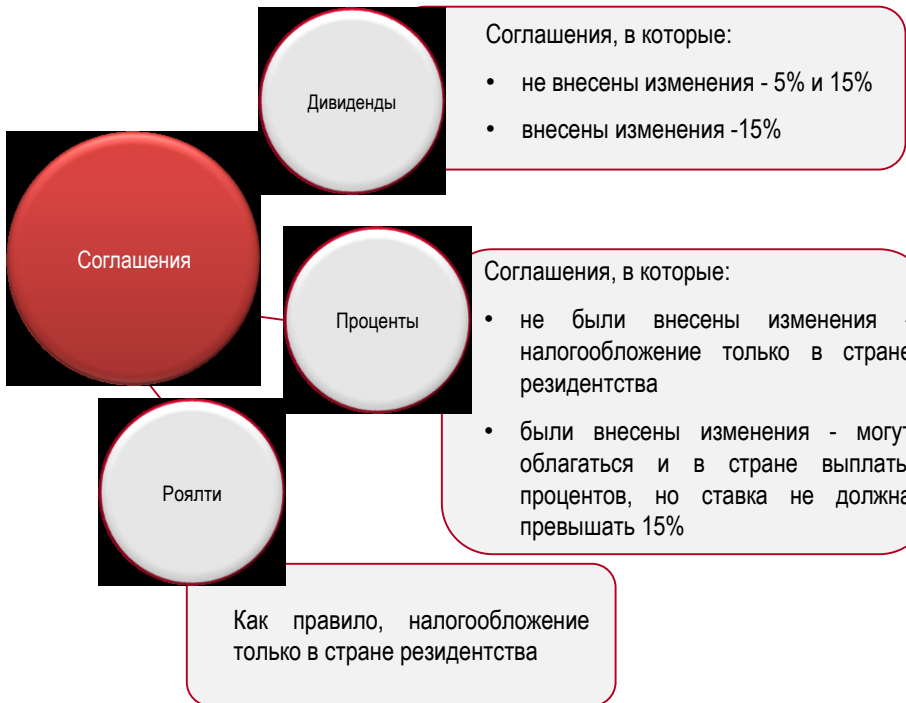 Соглашения
Дивиденды
Соглашения, в которые:
• не внесены изменения - 5% и 15%
• внесены изменения -15%
Проценты
Соглашения, в которые:
• не были внесены изменения -
налогообложение только в стране
резидентства
• были внесены изменения - могут
облагаться и в стране выплаты
процентов, но ставка не должна
превышать 15%
Роялти
Как правило, налогообложение
только в стране резидентства